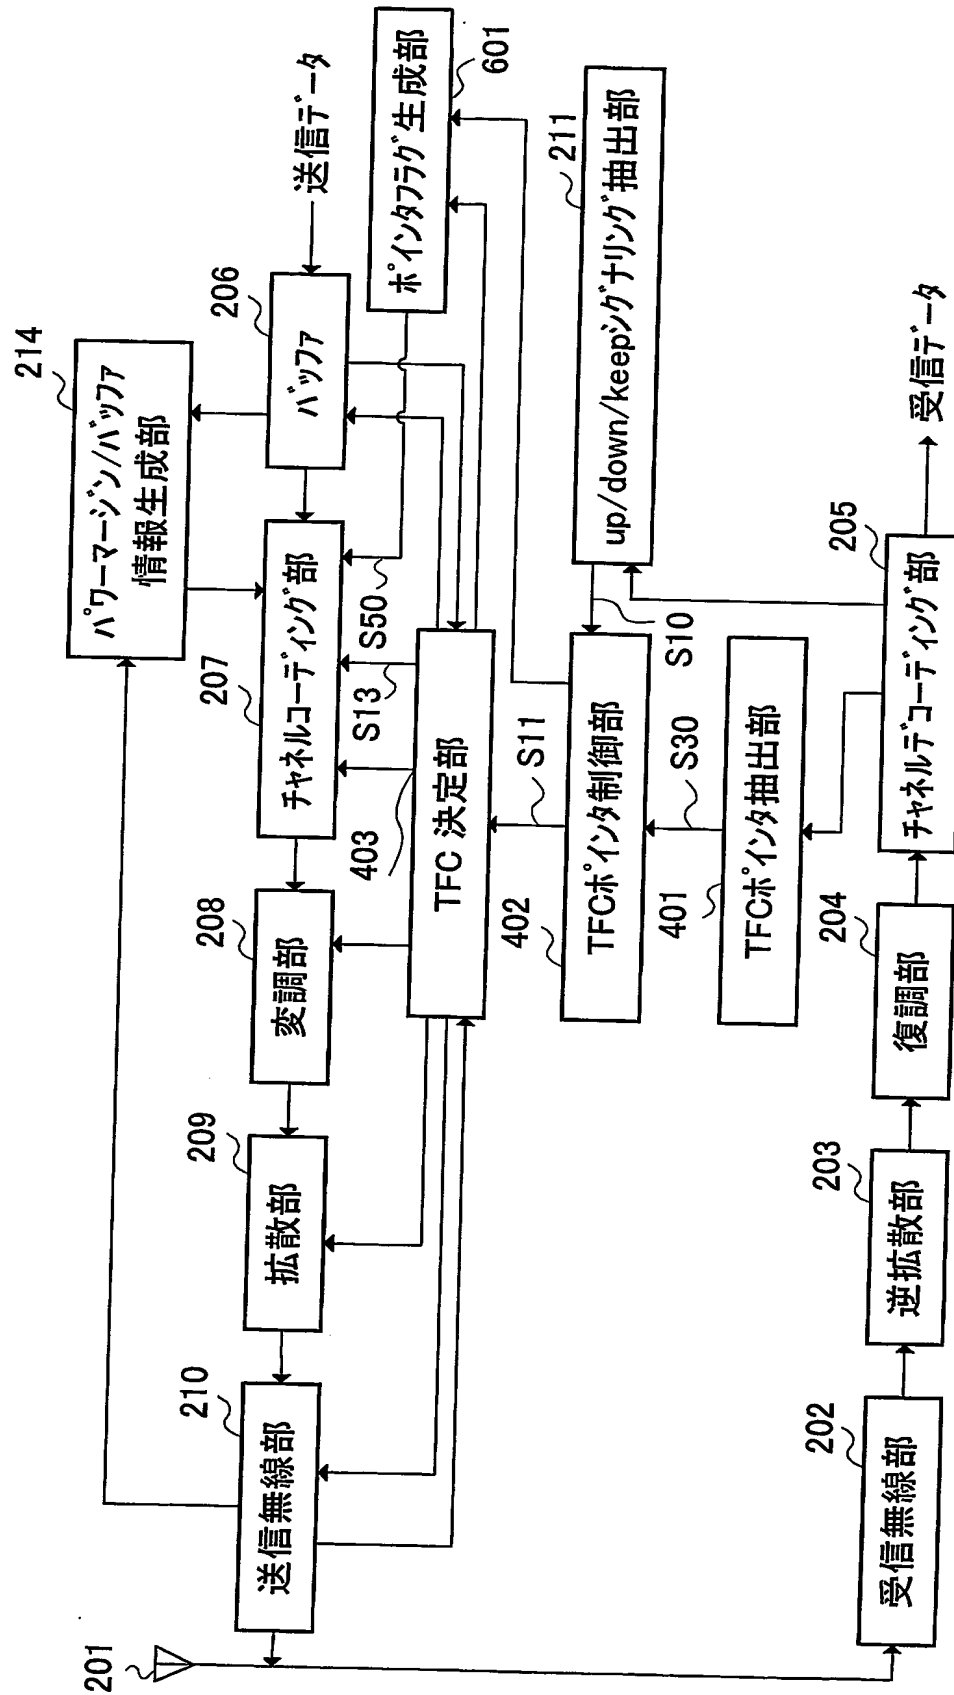 201
送信無線部
210
拡散部
209
変調部
208
チャネルコーディング部
207
バッファ
206
送信データ
パワーマージン/バッファ
情報生成部
214
ポインタフラグ生成部
601
S50
S13
TFC 決定部
403
S11
TFCポインタ制御部
402
S10
up/down/keepシグナリング抽出部
211
S30
TFCポインタ抽出部
401
受信無線部
202
逆拡散部
203
復調部
204
チャネルデコーディング部
205
受信データ